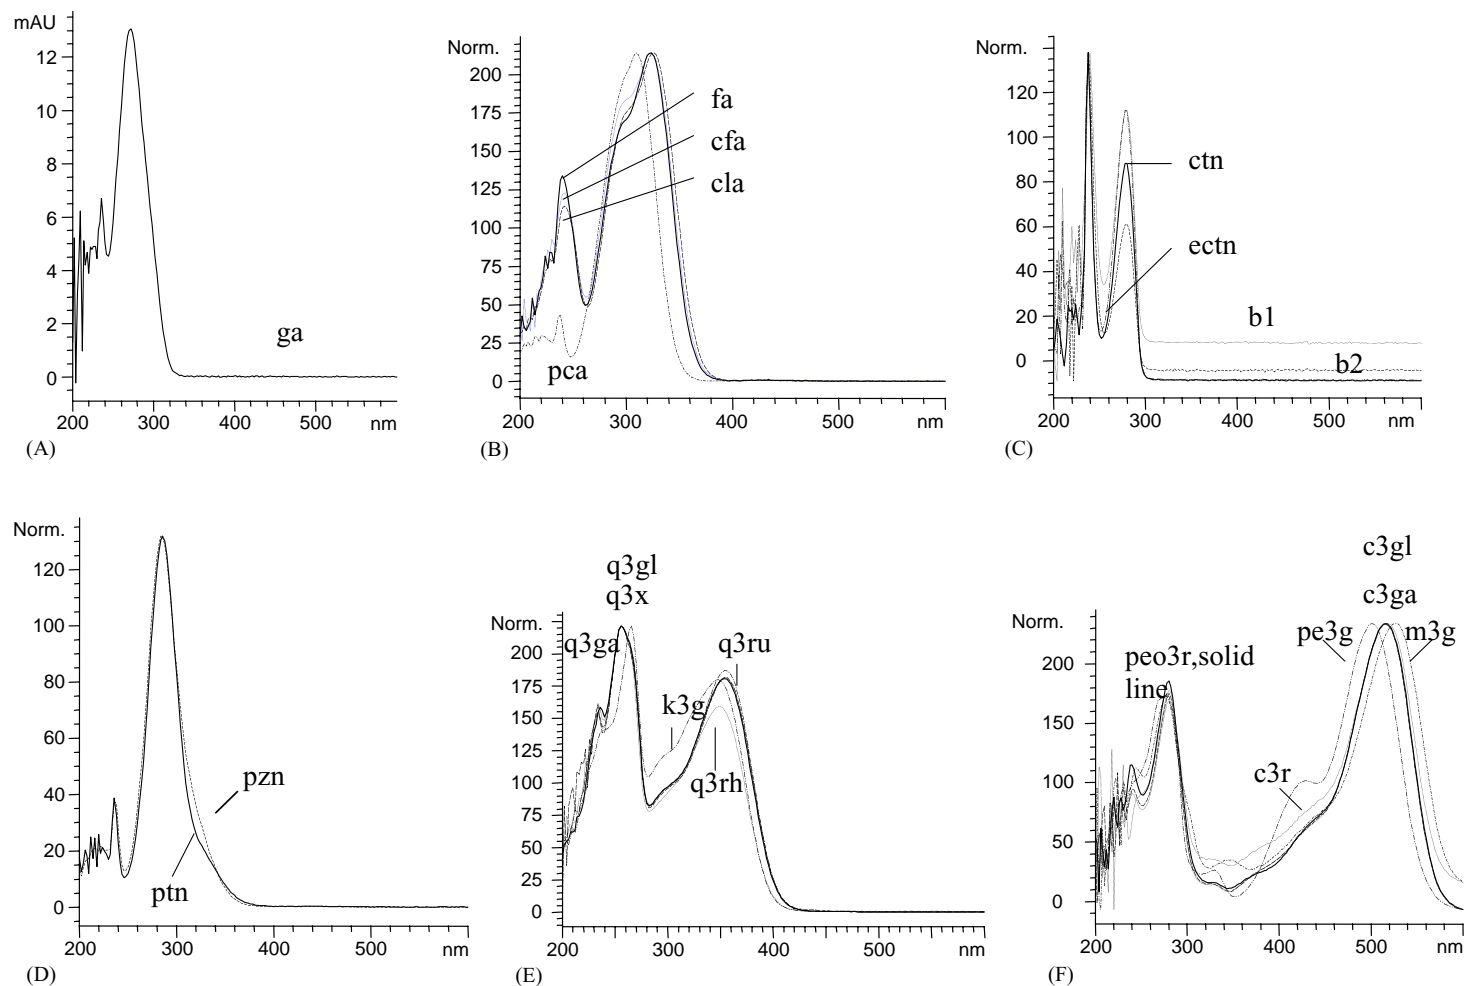 mAU
12
10
8
6
4
2
0
200
300
400
500
nm
ga
(A)
Norm.
200
175
150
125
100
75
50
25
0
200
300
400
500
nm
fa
cfa
cla
pca
(B)
Norm.
120
100
80
60
40
20
0
200
300
400
500
nm
ctn
ectn
b1
b2
(C)
Norm.
120
100
80
60
40
20
0
200
300
400
500
nm
pzn
ptn
(D)
q3gl
q3x
Norm.
200
175
150
125
100
75
50
25
0
200
300
400
500
nm
q3ga
q3ru
k3g
q3rh
(E)
c3gl
c3ga
Norm.
200
150
100
50
0
200
300
400
500
nm
pe3g
m3g
peo3r,solid
line
c3r
(F)